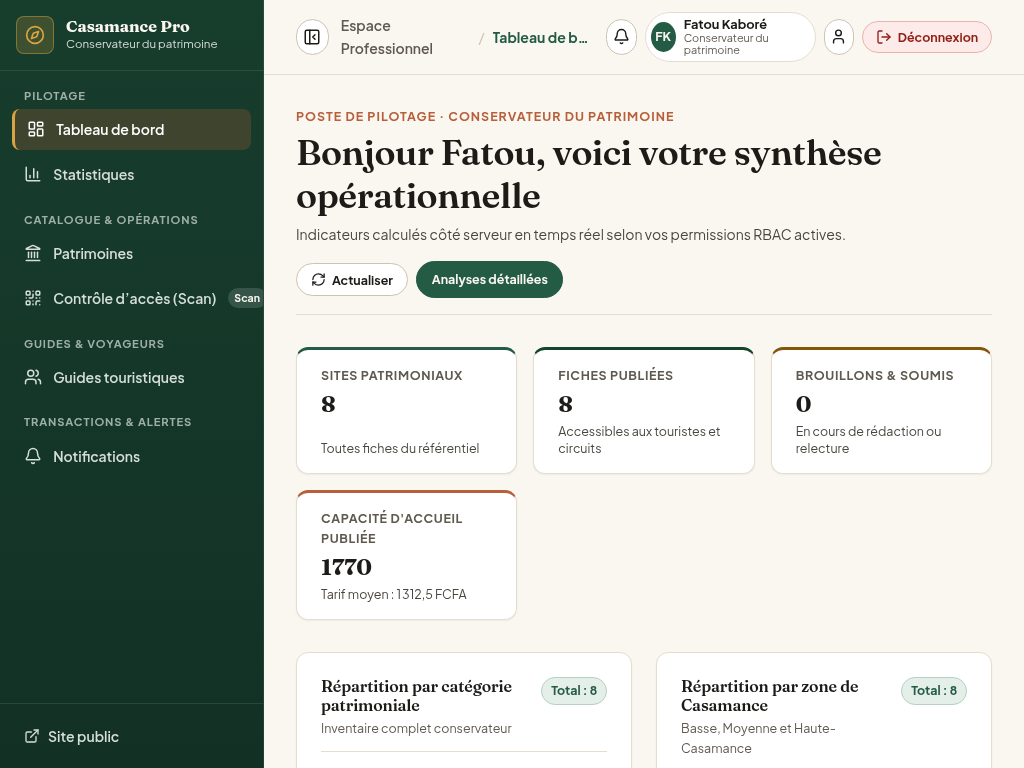 Casamance Pro
Conservateur du patrimoine
PILOTAGE
Tableau de bord
Statistiques
CATALOGUE & OPÉRATIONS
Patrimoines
Contrôle d’accès (Scan)
Scan
GUIDES & VOYAGEURS
Guides touristiques
TRANSACTIONS & ALERTES
Notifications
Site public
Espace
Professionnel
/
Tableau de b…
FK
Fatou Kaboré
Conservateur du
patrimoine
Déconnexion
POSTE DE PILOTAGE · CONSERVATEUR DU PATRIMOINE
Bonjour Fatou, voici votre synthèse
opérationnelle
Indicateurs calculés côté serveur en temps réel selon vos permissions RBAC actives.
Actualiser
Analyses détaillées
SITES PATRIMONIAUX
8
Toutes fiches du référentiel
FICHES PUBLIÉES
8
Accessibles aux touristes et
circuits
BROUILLONS & SOUMIS
0
En cours de rédaction ou
relecture
CAPACITÉ D'ACCUEIL
PUBLIÉE
1770
Tarif moyen : 1 312,5 FCFA
Répartition par catégorie
patrimoniale
Total : 8
Inventaire complet conservateur
Répartition par zone de
Casamance
Total : 8
Basse, Moyenne et Haute-
Casamance